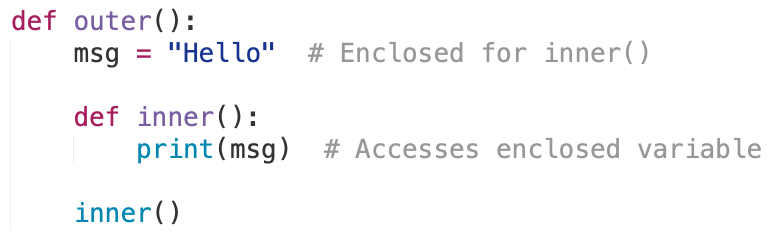 def outer():
    msg = "Hello"  # Enclosed for inner()
    def inner():
        print(msg)  # Accesses enclosed variable
    inner()